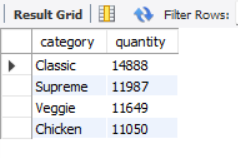 Result Grid Filter Rows:
category quantity
Classic 14888
Supreme 11987
Veggie 11649
Chicken 11050